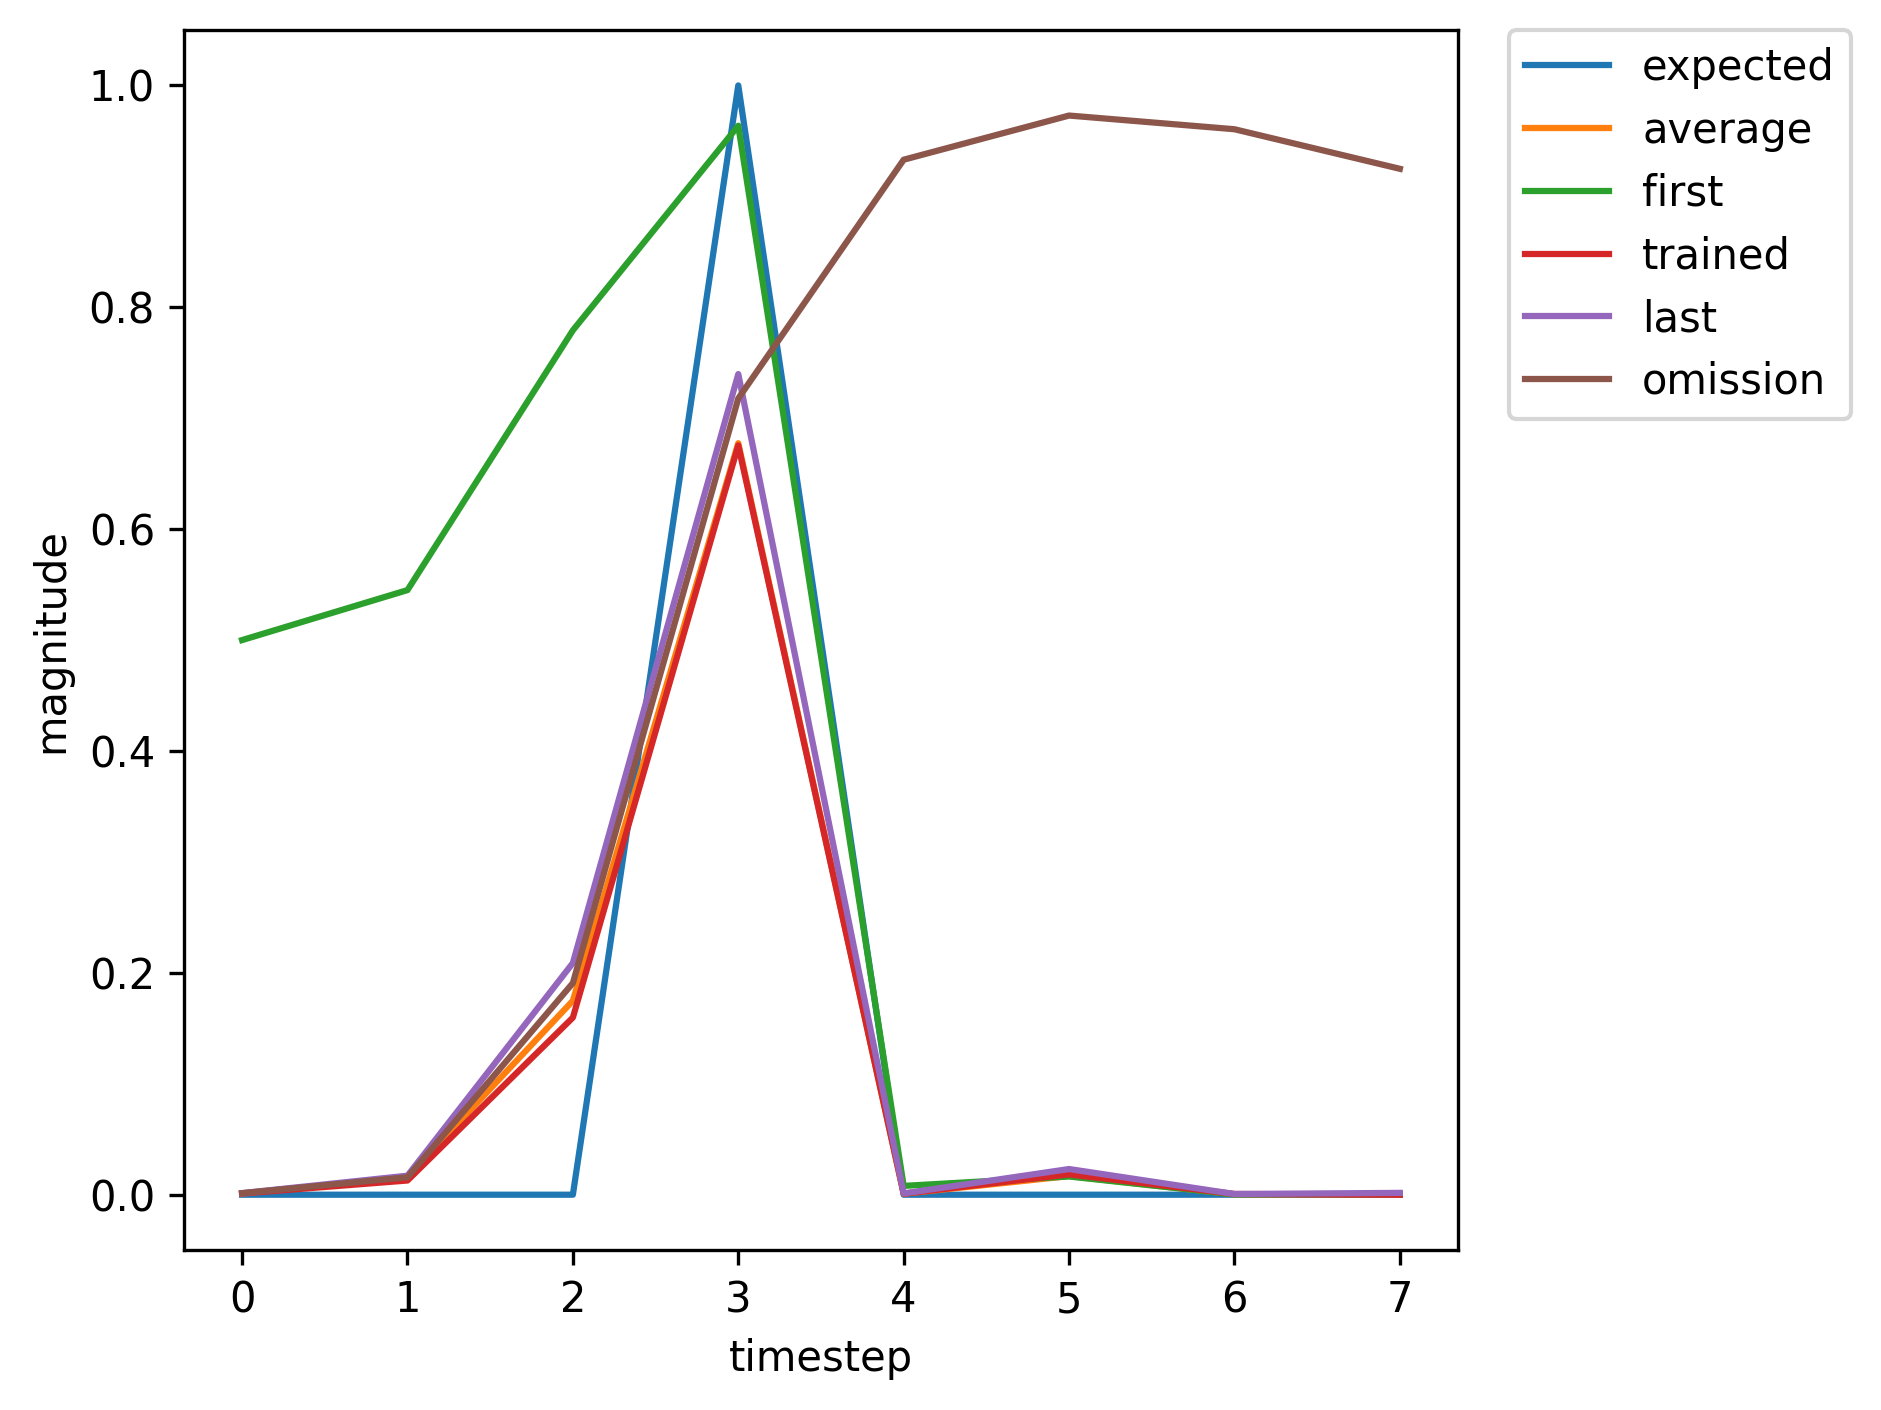 1.0
0.8
0.6
0.4
0.2
0.0
magnitude
0 1 2 3 4 5 6 7
timestep
expected
average
first
trained
last
omission